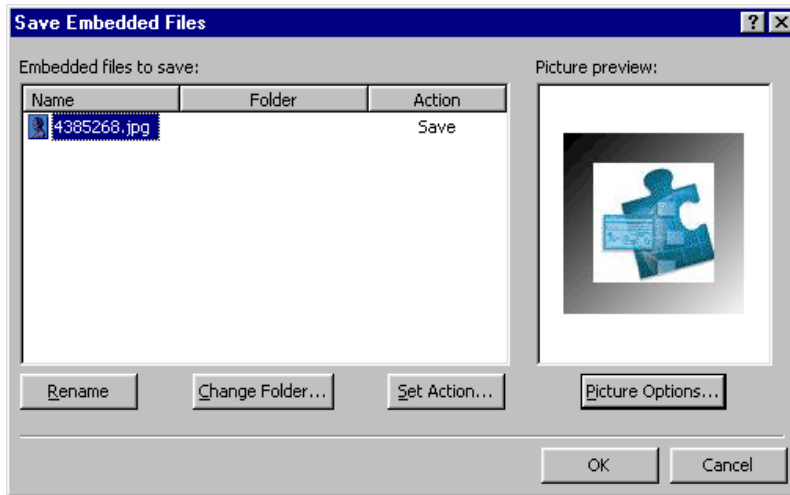 Save Embedded Files
Embedded files to save:
Picture preview:
Name Folder Action
4385268.jpg Save
Rename Change Folder... Set Action... Picture Options...
OK Cancel